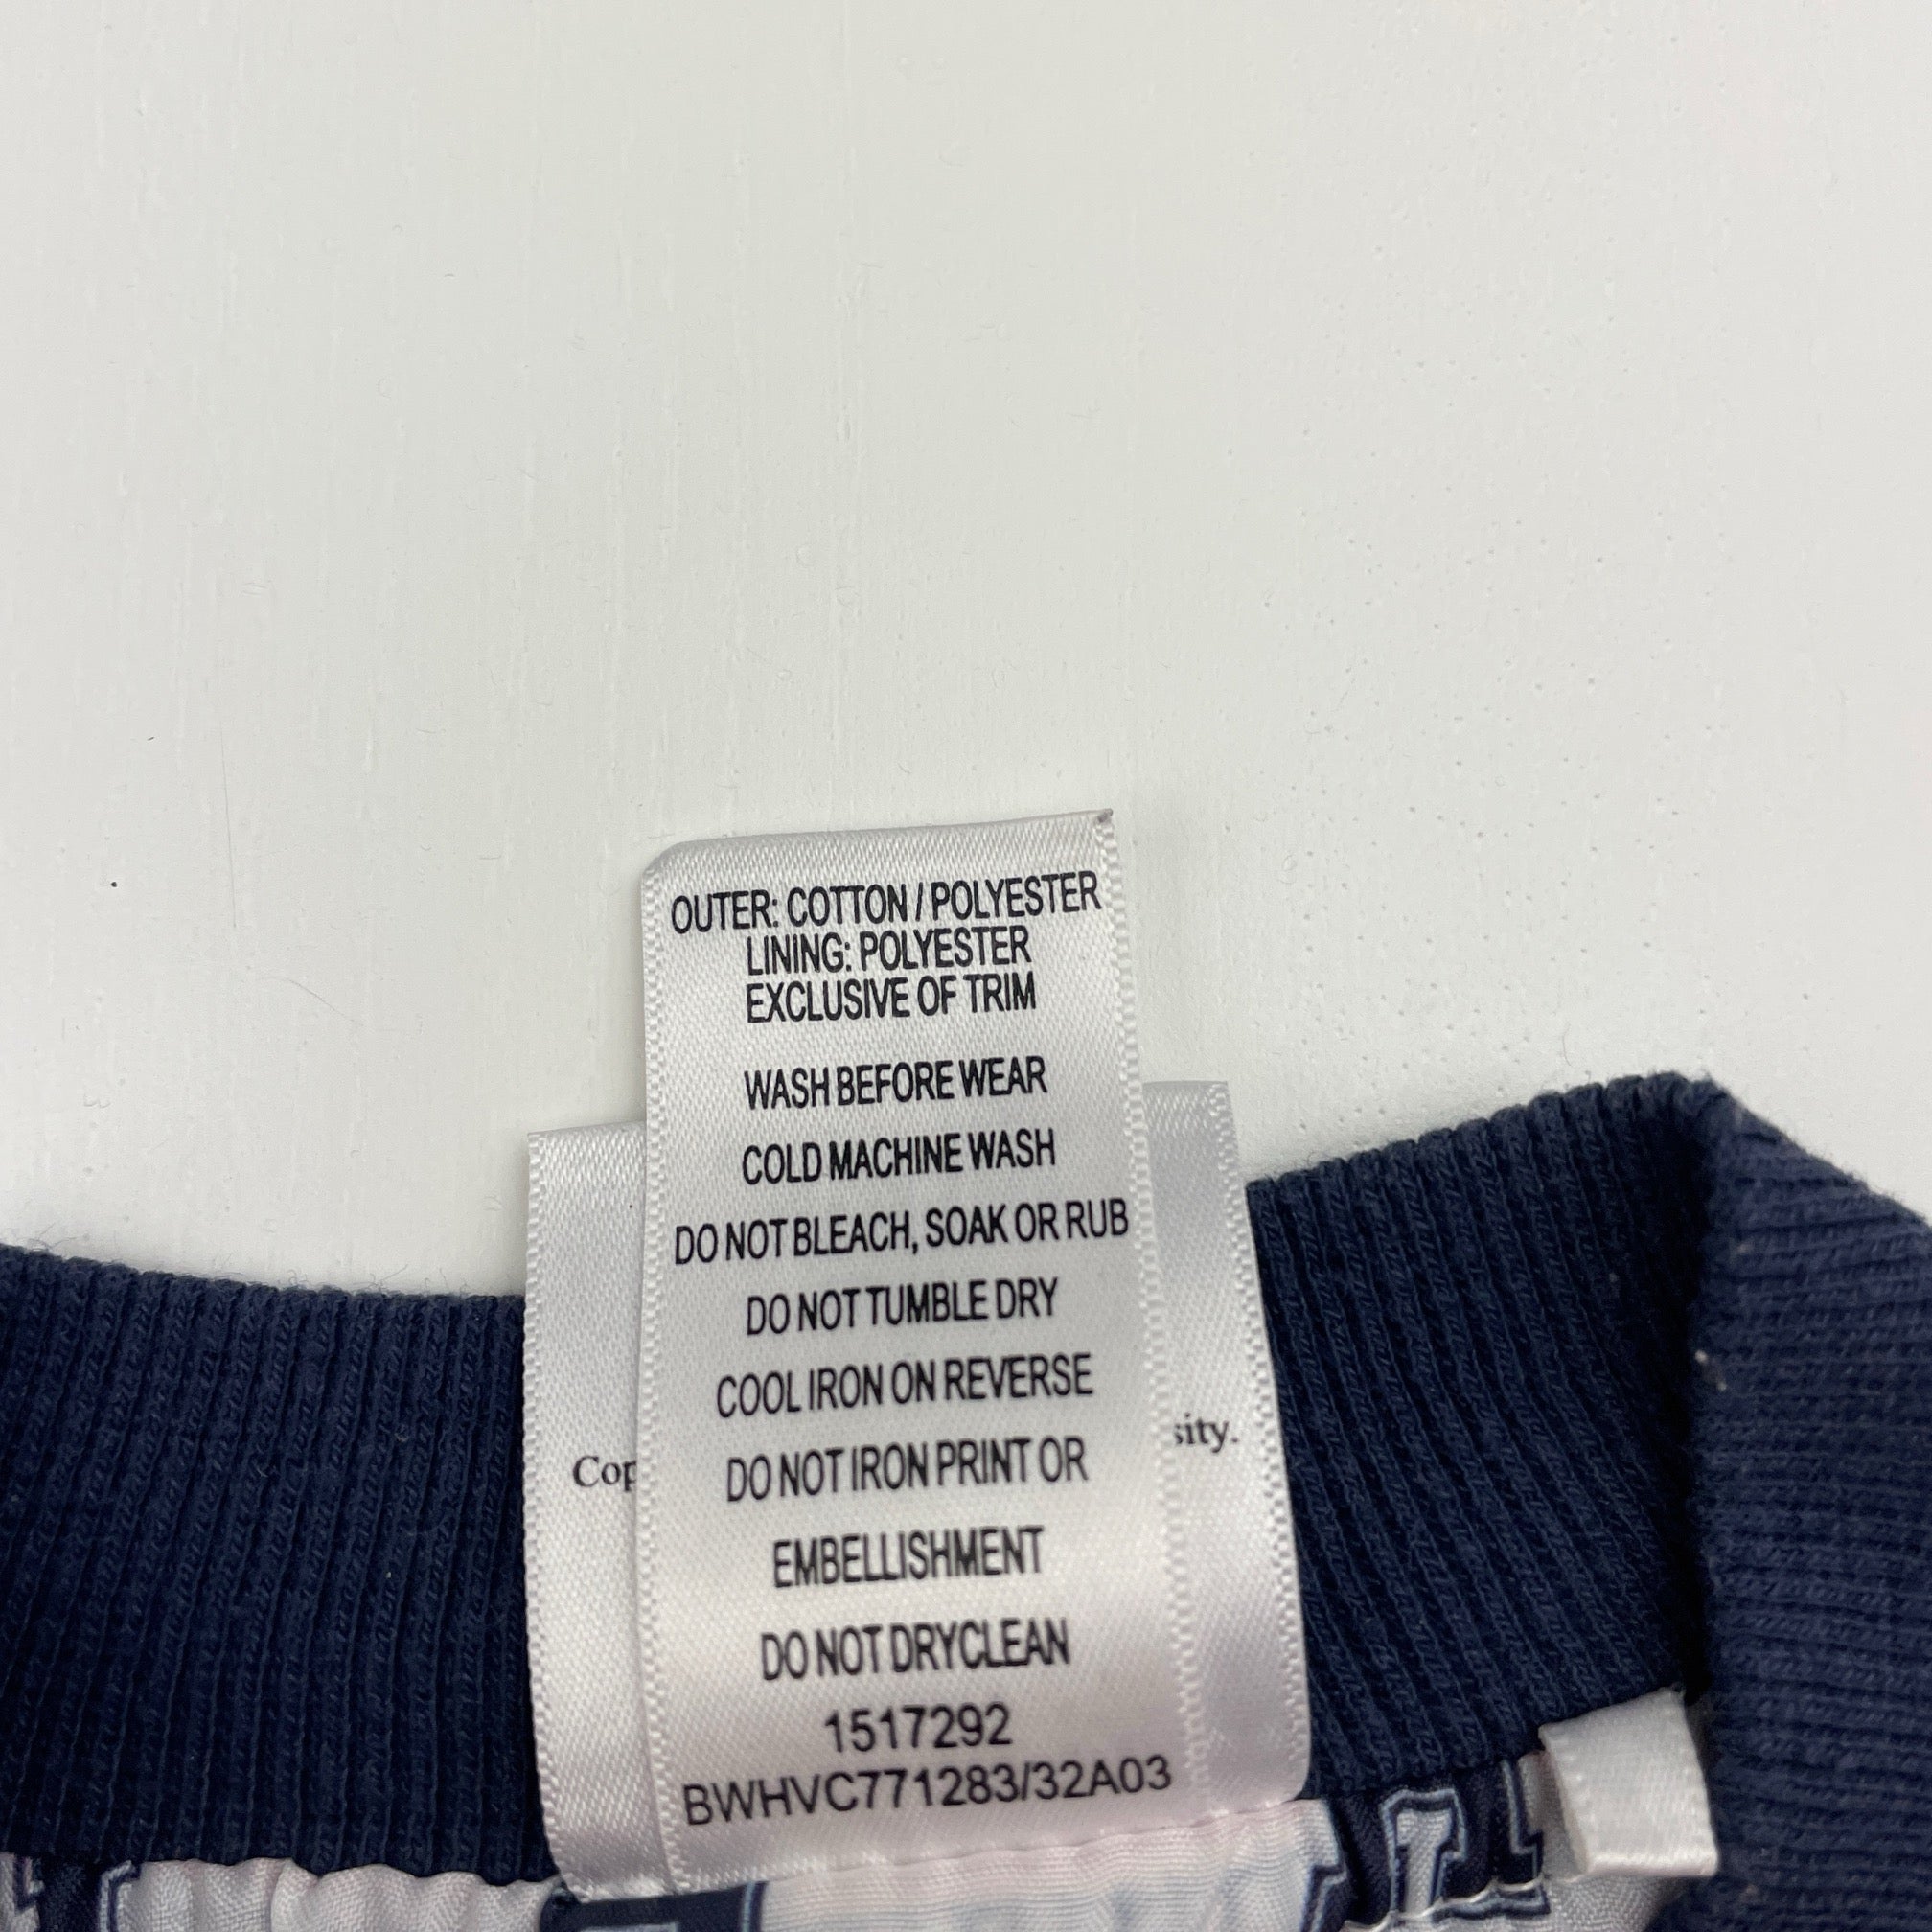 OUTER: COTTON / POLYESTER
LINING: POLYESTER
EXCLUSIVE OF TRIM
WASH BEFORE WEAR
COLD MACHINE WASH
DO NOT BLEACH, SOAK OR RUB
DO NOT TUMBLE DRY
COOL IRON ON REVERSE
DO NOT IRON PRINT OR
EMBELLISHMENT
DO NOT DRYCLEAN
1517292
BWHVC771283/32A03
Cop
sity.